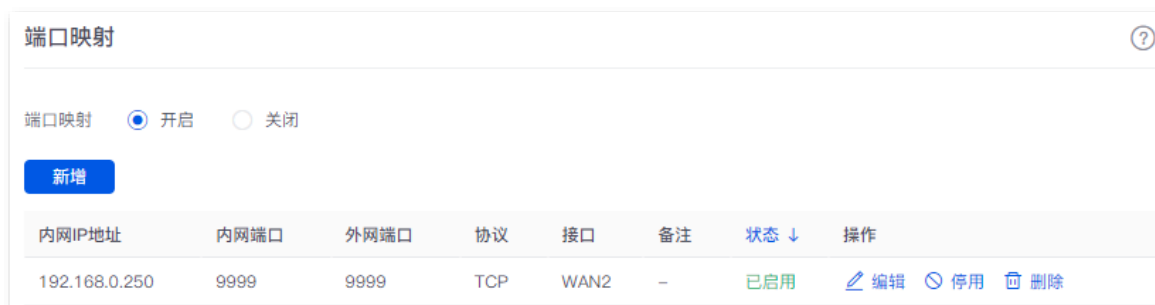 端口映射 ?
端口映射 开启 关闭
新增
内网IP地址 内网端口 外网端口 协议 接口 备注 状态 ↓ 操作
192.168.0.250 9999 9999 TCP WAN2 – 已启用 编辑 停用 删除